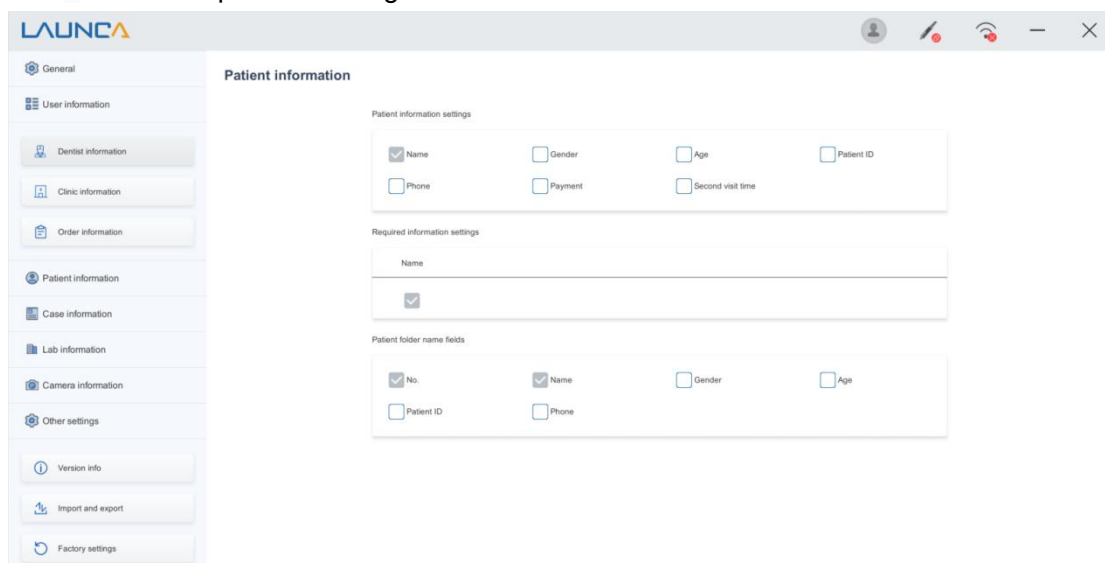 LAUNCA
General
Patient information
User information
Patient information settings
Dentist information
Name Gender Age Patient ID
Clinic information
Phone Payment Second visit time
Order information
Required information settings
Name
Patient information
Case information
Patient folder name fields
Lab information
No. Name Gender Age
Camera information
Patient ID Phone
Other settings
Version info
Import and export
Factory settings